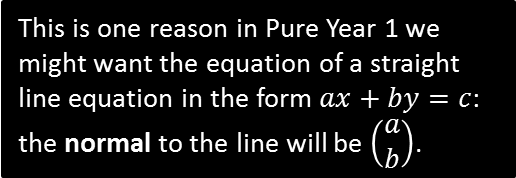 This is one reason in Pure Year 1 we
might want the equation of a straight
line equation in the form ax + by = c:
the normal to the line will be (a b).